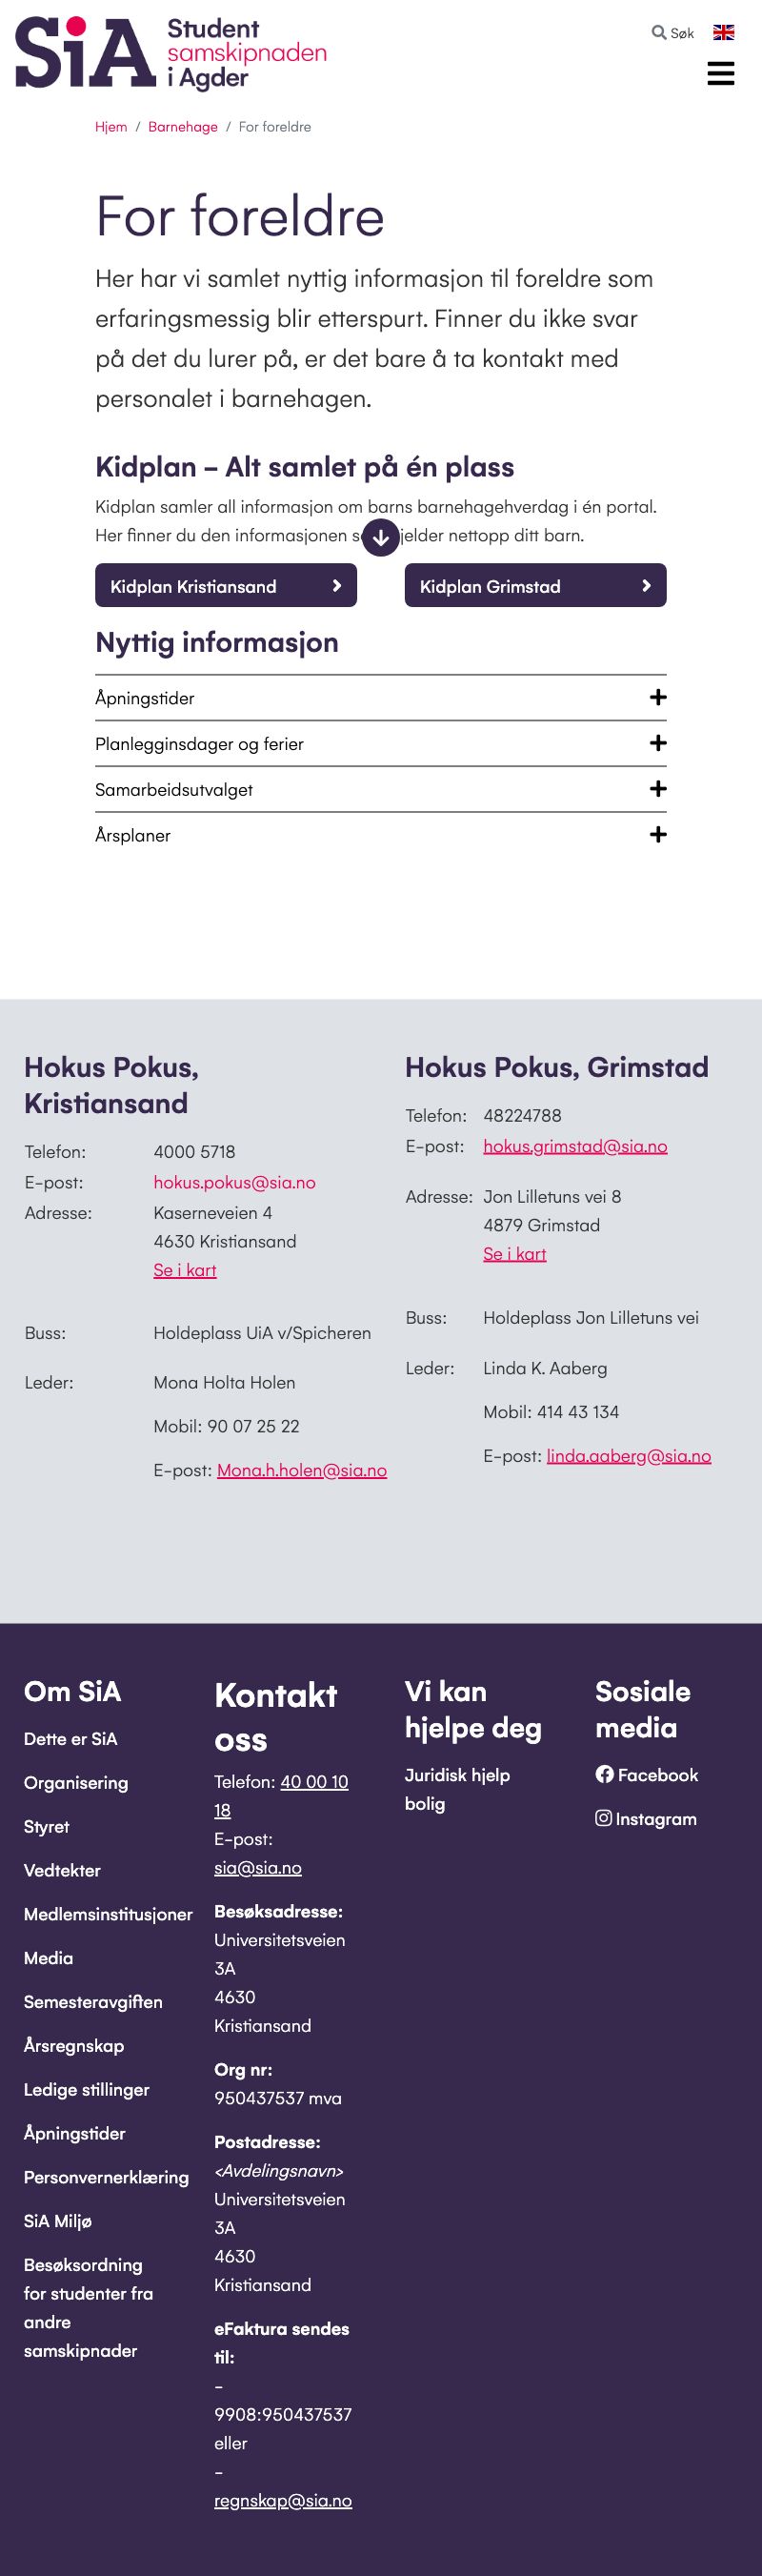 SiA Student
samskipnaden
i Agder
Søk
Hjem / Barnehage / For foreldre
For foreldre
Her har vi samlet nyttig informasjon til foreldre som
erfaringsmessig blir etterspurt. Finner du ikke svar
på det du lurer på, er det bare å ta kontakt med
personalet i barnehagen.
Kidplan – Alt samlet på én plass
Kidplan samler all informasjon om barns barnehagehverdag i én portal.
Her finner du den informasjonen nettopp ditt barn.
Kidplan Kristiansand
Kidplan Grimstad
Nyttig informasjon
Åpningstider
Planlegginsdager og ferier
Samarbeidsutvalget
Årsplaner
Hokus Pokus,
Kristiansand
Telefon: 4000 5718
E-post: hokus.pokus@sia.no
Adresse: Kaserneveien 4
4630 Kristiansand
Se i kart
Buss: Holdeplass UiA v/Spicheren
Leder: Mona Holta Holen
Mobil: 90 07 25 22
E-post: Mona.h.holen@sia.no
Hokus Pokus, Grimstad
Telefon: 48224788
E-post: hokus.grimstad@sia.no
Adresse: Jon Lilletuns vei 8
4879 Grimstad
Se i kart
Buss: Holdeplass Jon Lilletuns vei
Leder: Linda K. Aaberg
Mobil: 414 43 134
E-post: linda.aaberg@sia.no
Om SiA
Dette er SiA
Organisering
Styret
Vedtekter
Medlemsinstitusjoner
Media
Semesteravgiften
Årsregnskap
Ledige stillinger
Åpningstider
Personvernerklæring
SiA Miljø
Besøksordning
for studenter fra
andre
samskipnader
Kontakt
oss
Telefon: 40 00 10
18
E-post:
sia@sia.no
Besøksadresse:
Universitetsveien
3A
4630
Kristiansand
Org nr:
950437537 mva
Postadresse:
<Avdelingsnavn>
Universitetsveien
3A
4630
Kristiansand
eFaktura sendes
til:
-
9908:950437537
eller
-
regnskap@sia.no
Vi kan
hjelpe deg
Juridisk hjelp
bolig
Sosiale
media
Facebook
Instagram